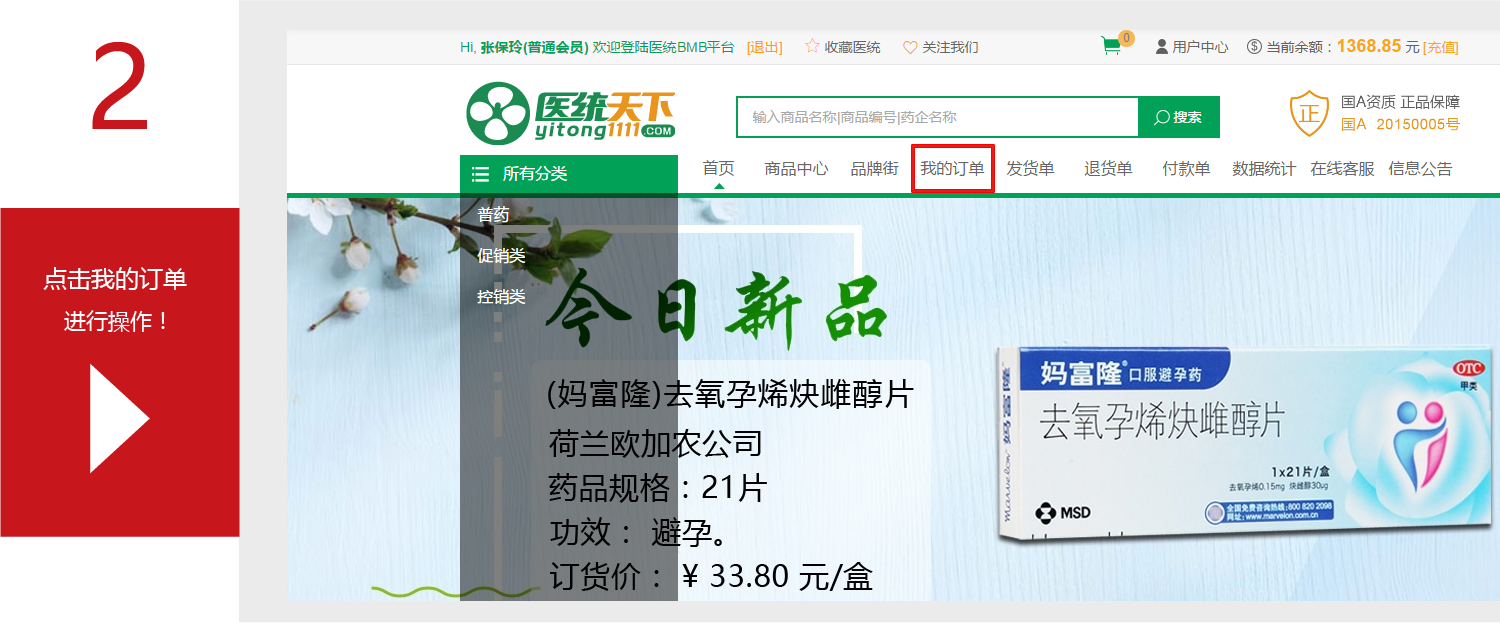 2
点击我的订单
进行操作！
Hi, 张保玲(普通会员) 欢迎登陆医统BMB平台 [退出] 收藏医统 关注我们 0 用户中心 当前余额：1368.85 元 [充值]
医统天下
yitong1111.COM
输入商品名称|商品编号|药企名称 搜索
正
国A资质 正品保障
国A 20150005号
所有分类 首页 商品中心 品牌街 我的订单 发货单 退货单 付款单 数据统计 在线客服 信息公告
普药
促销类
控销类
今日新品
(妈富隆)去氧孕烯炔雌醇片
荷兰欧加农公司
药品规格：21片
功效： 避孕。
订货价： ¥ 33.80 元/盒
妈富隆® 口服避孕药
OTC
甲类
去氧孕烯炔雌醇片
1x21片/盒
去氧孕烯0.15mg 炔雌醇30μg
MSD
全国免费咨询热线:800 820 2098
网址:www.marvelon.com.cn
marvelon® 妈富隆